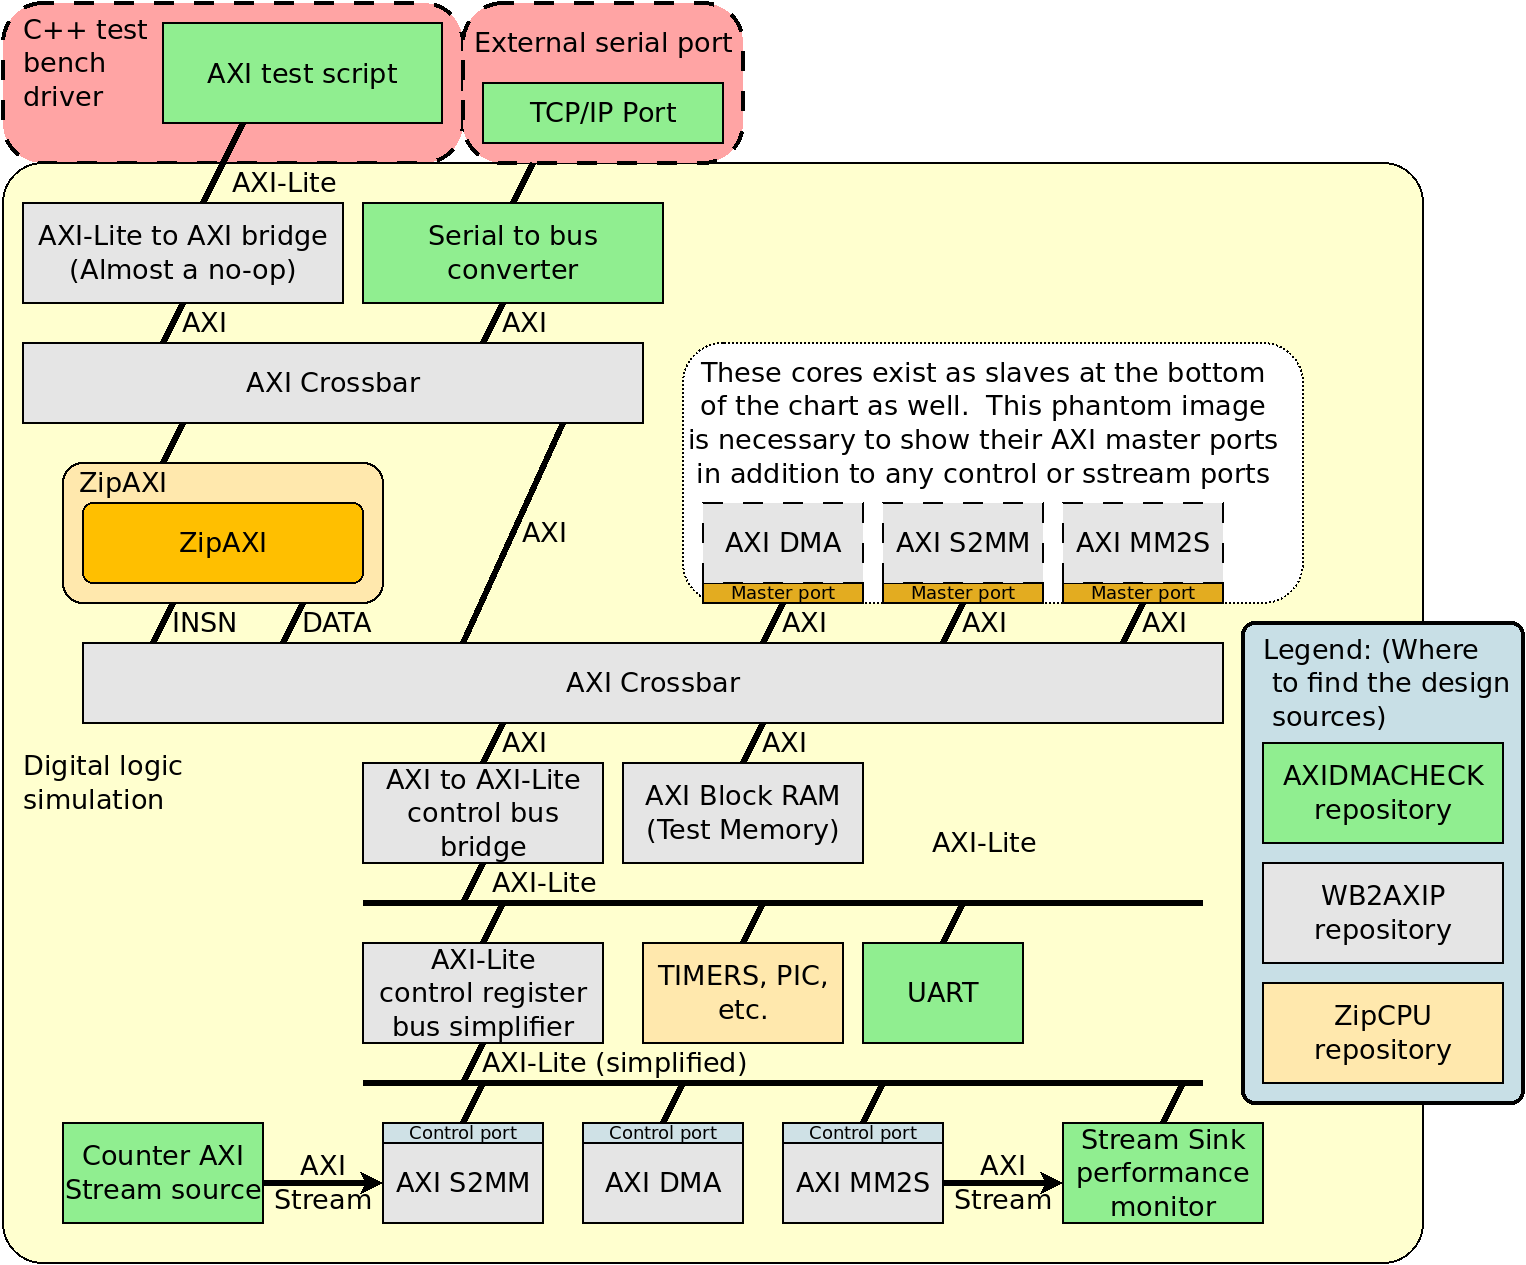 C++ test
bench
driver
AXI test script
External serial port
TCP/IP Port
AXI-Lite
AXI-Lite to AXI bridge
(Almost a no-op)
Serial to bus
converter
AXI
AXI
AXI Crossbar
These cores exist as slaves at the bottom
of the chart as well.  This phantom image
is necessary to show their AXI master ports
in addition to any control or sstream ports
ZipAXI
ZipAXI
AXI
AXI DMA
AXI S2MM
AXI MM2S
Master port
Master port
Master port
INSN
DATA
AXI
AXI
AXI
AXI Crossbar
Legend: (Where
to find the design
sources)
AXIDMACHECK
repository
WB2AXIP
repository
ZipCPU
repository
Digital logic
simulation
AXI
AXI
AXI to AXI-Lite
control bus
bridge
AXI Block RAM
(Test Memory)
AXI-Lite
AXI-Lite
AXI-Lite
control register
bus simplifier
TIMERS, PIC,
etc.
UART
AXI-Lite (simplified)
Counter AXI
Stream source
AXI
Stream
Control port
AXI S2MM
Control port
AXI DMA
Control port
AXI MM2S
AXI
Stream
Stream Sink
performance
monitor